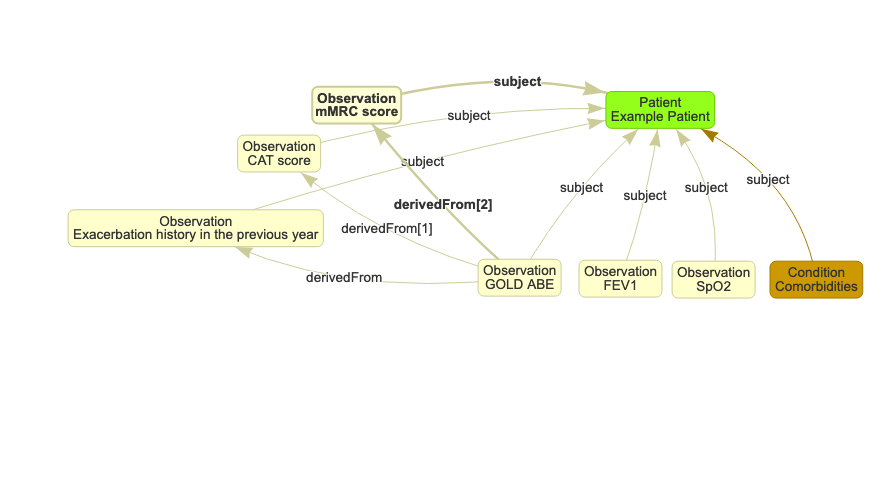 subject
Observation
mMRC score
Patient
Example Patient
subject
Observation
CAT score
subject
subject
subject
subject
subject
derivedFrom[2]
Observation
Exacerbation history in the previous year
derivedFrom[1]
derivedFrom
Observation
GOLD ABE
Observation
FEV1
Observation
SpO2
Condition
Comorbidities